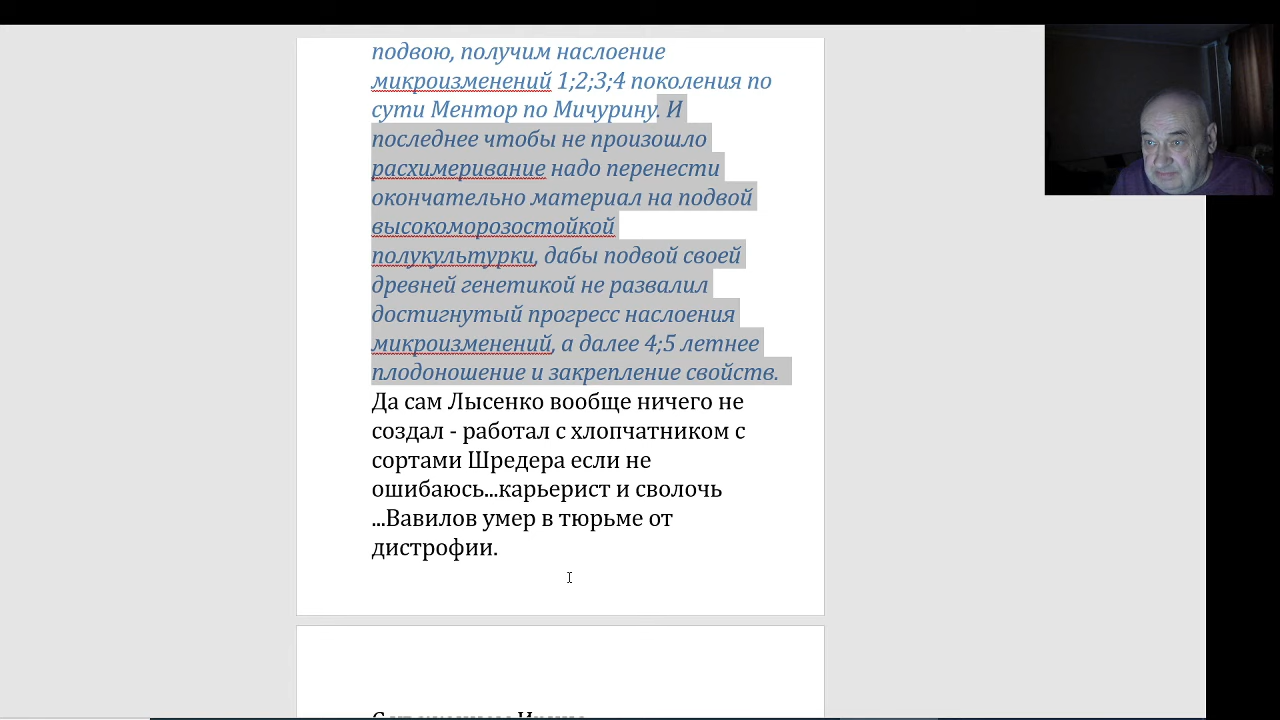 подвою, получим наслоение
микроизменений 1;2;3;4 поколения по
сути Ментор по Мичурину. И
последнее чтобы не произошло
расхимеривание надо перенести
окончательно материал на подвой
высокоморозостойкой
полукультурки, дабы подвой своей
древней генетикой не развалил
достигнутый прогресс наслоения
микроизменений, а далее 4;5 летнее
плодоношение и закрепление свойств.
Да сам Лысенко вообще ничего не
создал - работал с хлопчатником с
сортами Шредера если не
ошибаюсь...карьерист и сволочь
...Вавилов умер в тюрьме от
дистрофии.